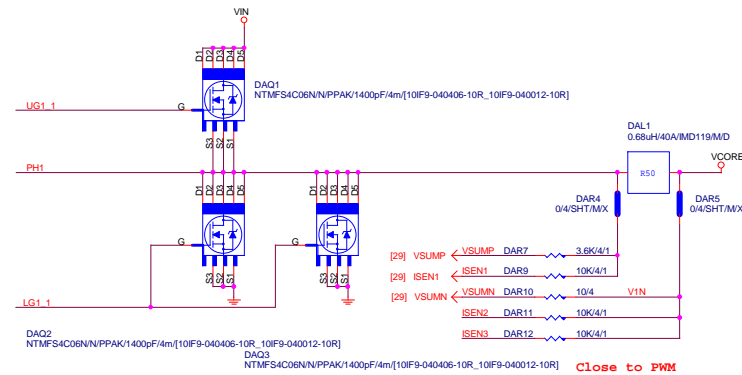 VIN
D1 D2 D3 D4 D5
DAQ1
NTMFS4C06N/N/PPAK/1400pF/4m/[10IF9-040406-10R_10IF9-040012-10R]
UG1_1
G
S3 S2 S1
DAL1
0.68uH/40A/IMD119/M/D
VCORE
PH1
R50
D1 D2 D3 D4 D5
D1 D2 D3 D4 D5
DAR4
0/4/SHT/M/X
DAR5
0/4/SHT/M/X
G
G
S3 S2 S1
S3 S2 S1
[29] VSUMP VSUMP DAR7 3.6K/4/1
[29] ISEN1 ISEN1 DAR9 10K/4/1
[29] VSUMN VSUMN DAR10 10/4 V1N
LG1_1
ISEN2 DAR11 10K/4/1
ISEN3 DAR12 10K/4/1
DAQ2
NTMFS4C06N/N/PPAK/1400pF/4m/[10IF9-040406-10R_10IF9-040012-10R]
DAQ3
NTMFS4C06N/N/PPAK/1400pF/4m/[10IF9-040406-10R_10IF9-040012-10R]
Close to PWM